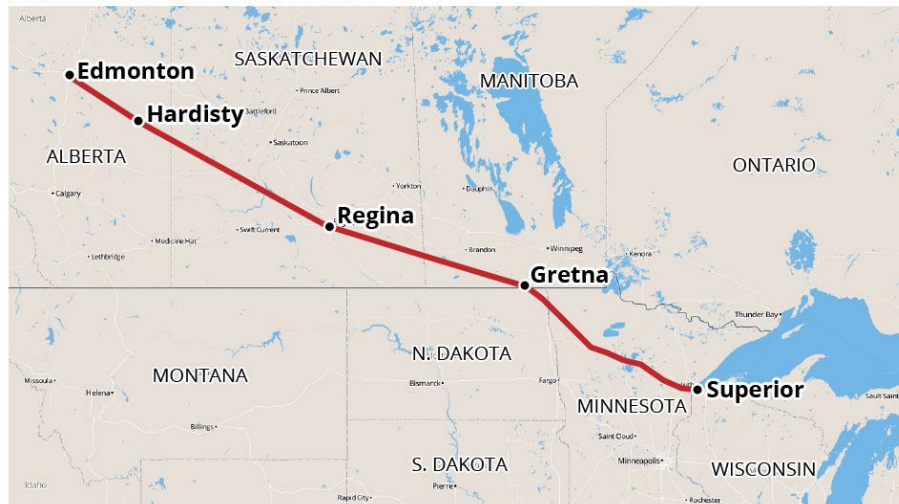 Alberta
Edmonton
SASKATCHEWAN
MANITOBA
Prince Albert
Hardisty
Battleford
Saskatoon
ALBERTA
ONTARIO
Calgary
Yorkton
Dauphin
Regina
Medicine Hat
Swift Current
Brandon
Winnipeg
Kenora
Lethbridge
Gretna
Thunder Bay
N. DAKOTA
MONTANA
Missoula
Helena
Bismarck
Fargo
Superior
Sault Saint
MINNESOTA
Billings
Saint Cloud
Minneapolis
S. DAKOTA
WISCONSIN
Idaho
Pierre
Rapid City
Rochester